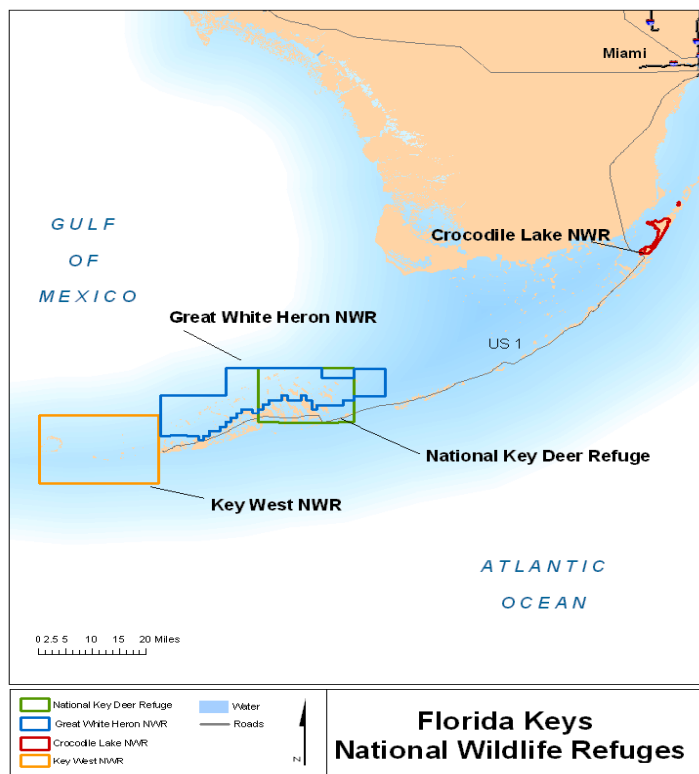 Miami
GULF
OF
MEXICO
Crocodile Lake NWR
Great White Heron NWR
US 1
National Key Deer Refuge
Key West NWR
ATLANTIC
OCEAN
0 2.5 5 10 15 20 Miles
National Key Deer Refuge
Great White Heron NWR
Crocodile Lake NWR
Key West NWR
Water
Roads
N
Florida Keys
National Wildlife Refuges